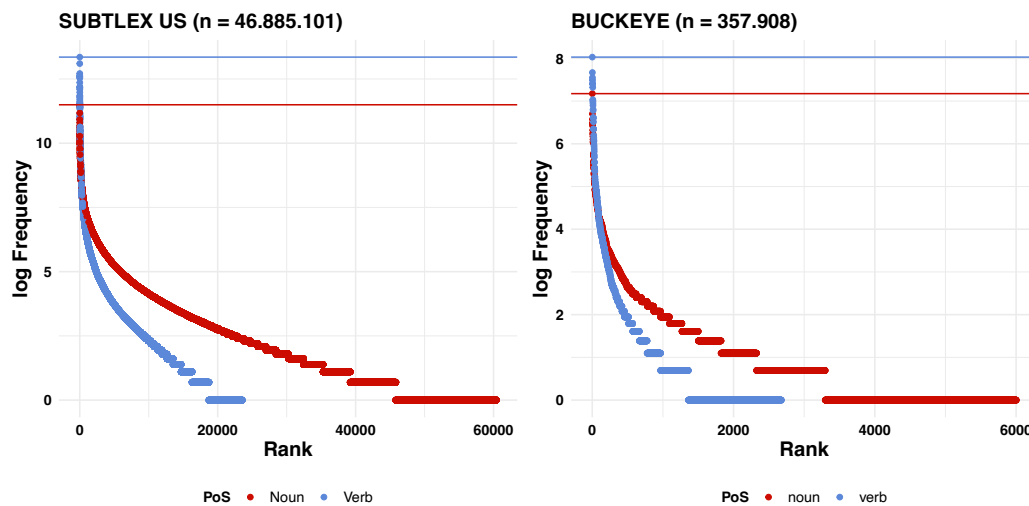 SUBTLEX US (n = 46.885.101)
log Frequency
10
5
0
0
20000
40000
60000
Rank
PoS Noun Verb
BUCKEYE (n = 357.908)
log Frequency
8
6
4
2
0
0
2000
4000
6000
Rank
PoS noun verb